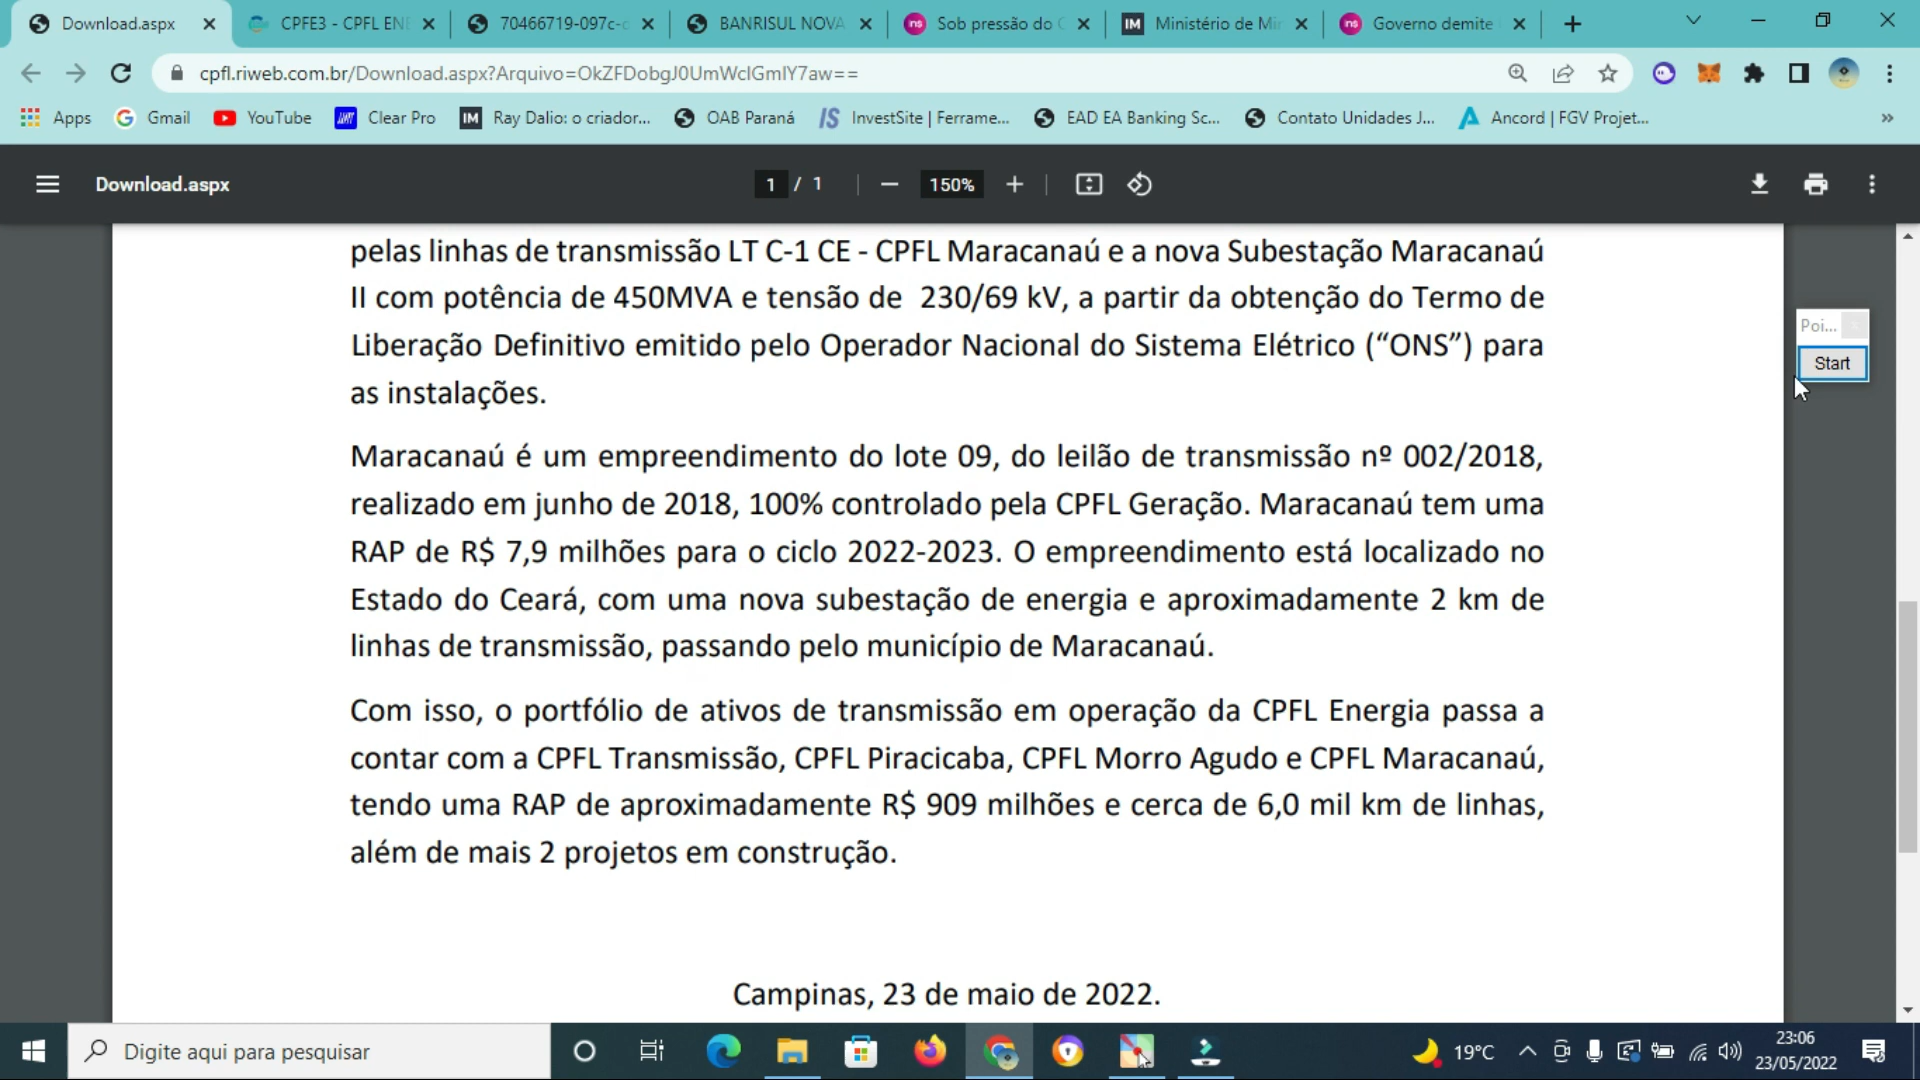 Download.aspx
CPFE3 - CPFL ENE
70466719-097c-
BANRISUL NOVA
Sob pressão do
Ministério de Mi
Governo demite
cpfl.riweb.com.br/Download.aspx?Arquivo=OkZFDobgJ0UmWclGmIY7aw==
Apps
Gmail
YouTube
Clear Pro
Ray Dalio: o criador...
OAB Paraná
InvestSite | Ferrame...
EAD EA Banking Sc...
Contato Unidades J...
Ancord | FGV Projet...
»
Download.aspx
1 / 1
150%
pelas linhas de transmissão LT C-1 CE - CPFL Maracanaú e a nova Subestação Maracanaú
II com potência de 450MVA e tensão de 230/69 kV, a partir da obtenção do Termo de
Liberação Definitivo emitido pelo Operador Nacional do Sistema Elétrico (“ONS”) para
as instalações.
Maracanaú é um empreendimento do lote 09, do leilão de transmissão nº 002/2018,
realizado em junho de 2018, 100% controlado pela CPFL Geração. Maracanaú tem uma
RAP de R$ 7,9 milhões para o ciclo 2022-2023. O empreendimento está localizado no
Estado do Ceará, com uma nova subestação de energia e aproximadamente 2 km de
linhas de transmissão, passando pelo município de Maracanaú.
Com isso, o portfólio de ativos de transmissão em operação da CPFL Energia passa a
contar com a CPFL Transmissão, CPFL Piracicaba, CPFL Morro Agudo e CPFL Maracanaú,
tendo uma RAP de aproximadamente R$ 909 milhões e cerca de 6,0 mil km de linhas,
além de mais 2 projetos em construção.
Campinas, 23 de maio de 2022.
Poi...
Start
Digite aqui para pesquisar
19°C
23:06
23/05/2022